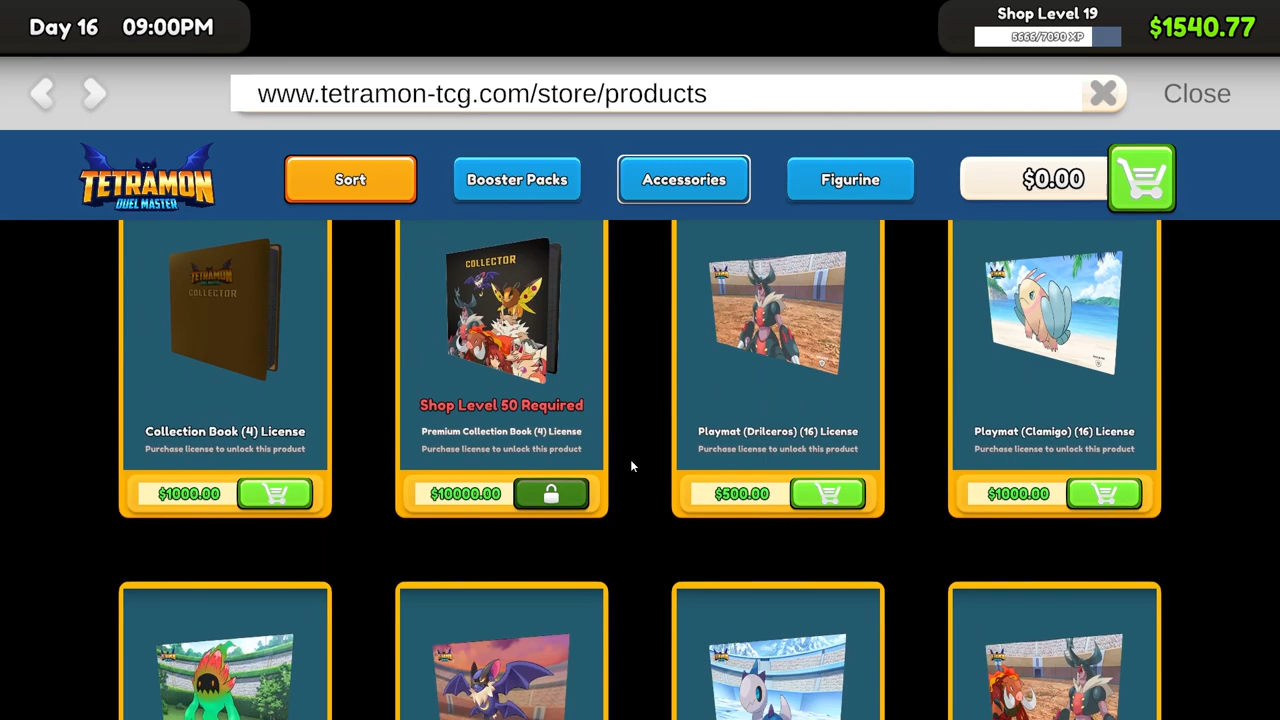 Day 16 09:00PM
Shop Level 19
5666/7090 XP
$1540.77
www.tetramon-tcg.com/store/products
Close
TETRAMON
DUEL MASTER
Sort
Booster Packs
Accessories
Figurine
$0.00
TETRAMON
COLLECTOR
COLLECTOR
Shop Level 50 Required
Collection Book (4) License
Purchase license to unlock this product
$1000.00
Premium Collection Book (4) License
Purchase license to unlock this product
$10000.00
Playmat (Drilceros) (16) License
Purchase license to unlock this product
$500.00
Playmat (Clamigo) (16) License
Purchase license to unlock this product
$1000.00